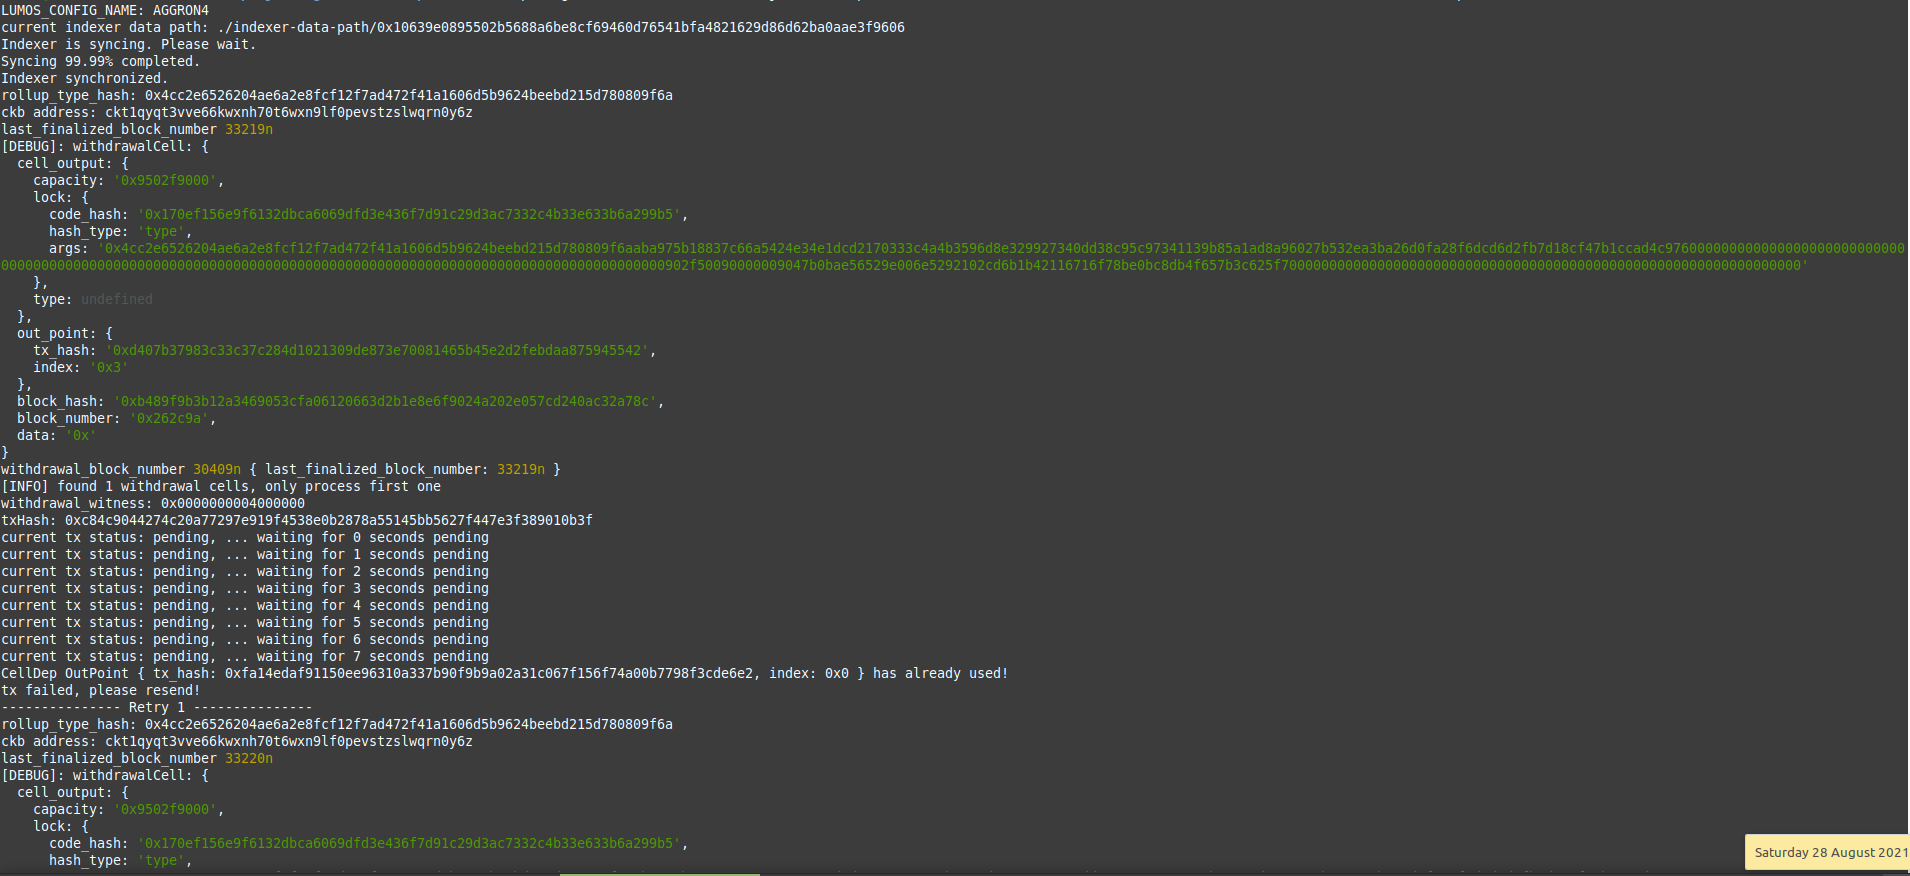 LUMOS_CONFIG_NAME: AGGRON4
current indexer data path: ./indexer-data-path/0x10639e0895502b5688a6be8cf69460d76541bfa4821629d86d62ba0aae3f9606
Indexer is syncing. Please wait.
Syncing 99.99% completed.
Indexer synchronized.
rollup_type_hash: 0x4cc2e6526204ae6a2e8fcf12f7ad472f41a1606d5b9624beebd215d780809f6a
ckb address: ckt1qyqt3vve66kwxnh70t6wxn9lf0pevstzslwqrn0y6z
last_finalized_block_number 33219n
[DEBUG]: withdrawalCell: {
  cell_output: {
    capacity: '0x9502f9000',
    lock: {
      code_hash: '0x170ef156e9f6132dbca6069dfd3e436f7d91c29d3ac7332c4b33e633b6a299b5',
      hash_type: 'type',
      args: '0x4cc2e6526204ae6a2e8fcf12f7ad472f41a1606d5b9624beebd215d780809f6aaba975b18837c66a5424e34e1dcd2170333c4a4b3596d8e329927340dd38c95c97341139b85a1ad8a96027b532ea3ba26d0fa28f6dcd6d2fb7d18cf47b1ccad4c976000000000000000000000000000
00000000000000000000000000000000000000000000000000000000000000000000000000000000000902f50090000009047b0bae56529e006e5292102cd6b1b42116716f78be0bc8db4f657b3c625f70000000000000000000000000000000000000000000000000000000000000000'
    },
    type: undefined
  },
  out_point: {
    tx_hash: '0xd407b37983c33c37c284d1021309de873e70081465b45e2d2febdaa875945542',
    index: '0x3'
  },
  block_hash: '0xb489f9b3b12a3469053cfa06120663d2b1e8e6f9024a202e057cd240ac32a78c',
  block_number: '0x262c9a',
  data: '0x'
}
withdrawal_block_number 30409n { last_finalized_block_number: 33219n }
[INFO] found 1 withdrawal cells, only process first one
withdrawal_witness: 0x0000000004000000
txHash: 0xc84c9044274c20a77297e919f4538e0b2878a55145bb5627f447e3f389010b3f
current tx status: pending, ... waiting for 0 seconds pending
current tx status: pending, ... waiting for 1 seconds pending
current tx status: pending, ... waiting for 2 seconds pending
current tx status: pending, ... waiting for 3 seconds pending
current tx status: pending, ... waiting for 4 seconds pending
current tx status: pending, ... waiting for 5 seconds pending
current tx status: pending, ... waiting for 6 seconds pending
current tx status: pending, ... waiting for 7 seconds pending
CellDep OutPoint { tx_hash: 0xfa14edaf91150ee96310a337b90f9b9a02a31c067f156f74a00b7798f3cde6e2, index: 0x0 } has already used!
tx failed, please resend!
--------------- Retry 1 ---------------
rollup_type_hash: 0x4cc2e6526204ae6a2e8fcf12f7ad472f41a1606d5b9624beebd215d780809f6a
ckb address: ckt1qyqt3vve66kwxnh70t6wxn9lf0pevstzslwqrn0y6z
last_finalized_block_number 33220n
[DEBUG]: withdrawalCell: {
  cell_output: {
    capacity: '0x9502f9000',
    lock: {
      code_hash: '0x170ef156e9f6132dbca6069dfd3e436f7d91c29d3ac7332c4b33e633b6a299b5',
      hash_type: 'type',
Saturday 28 August 2021